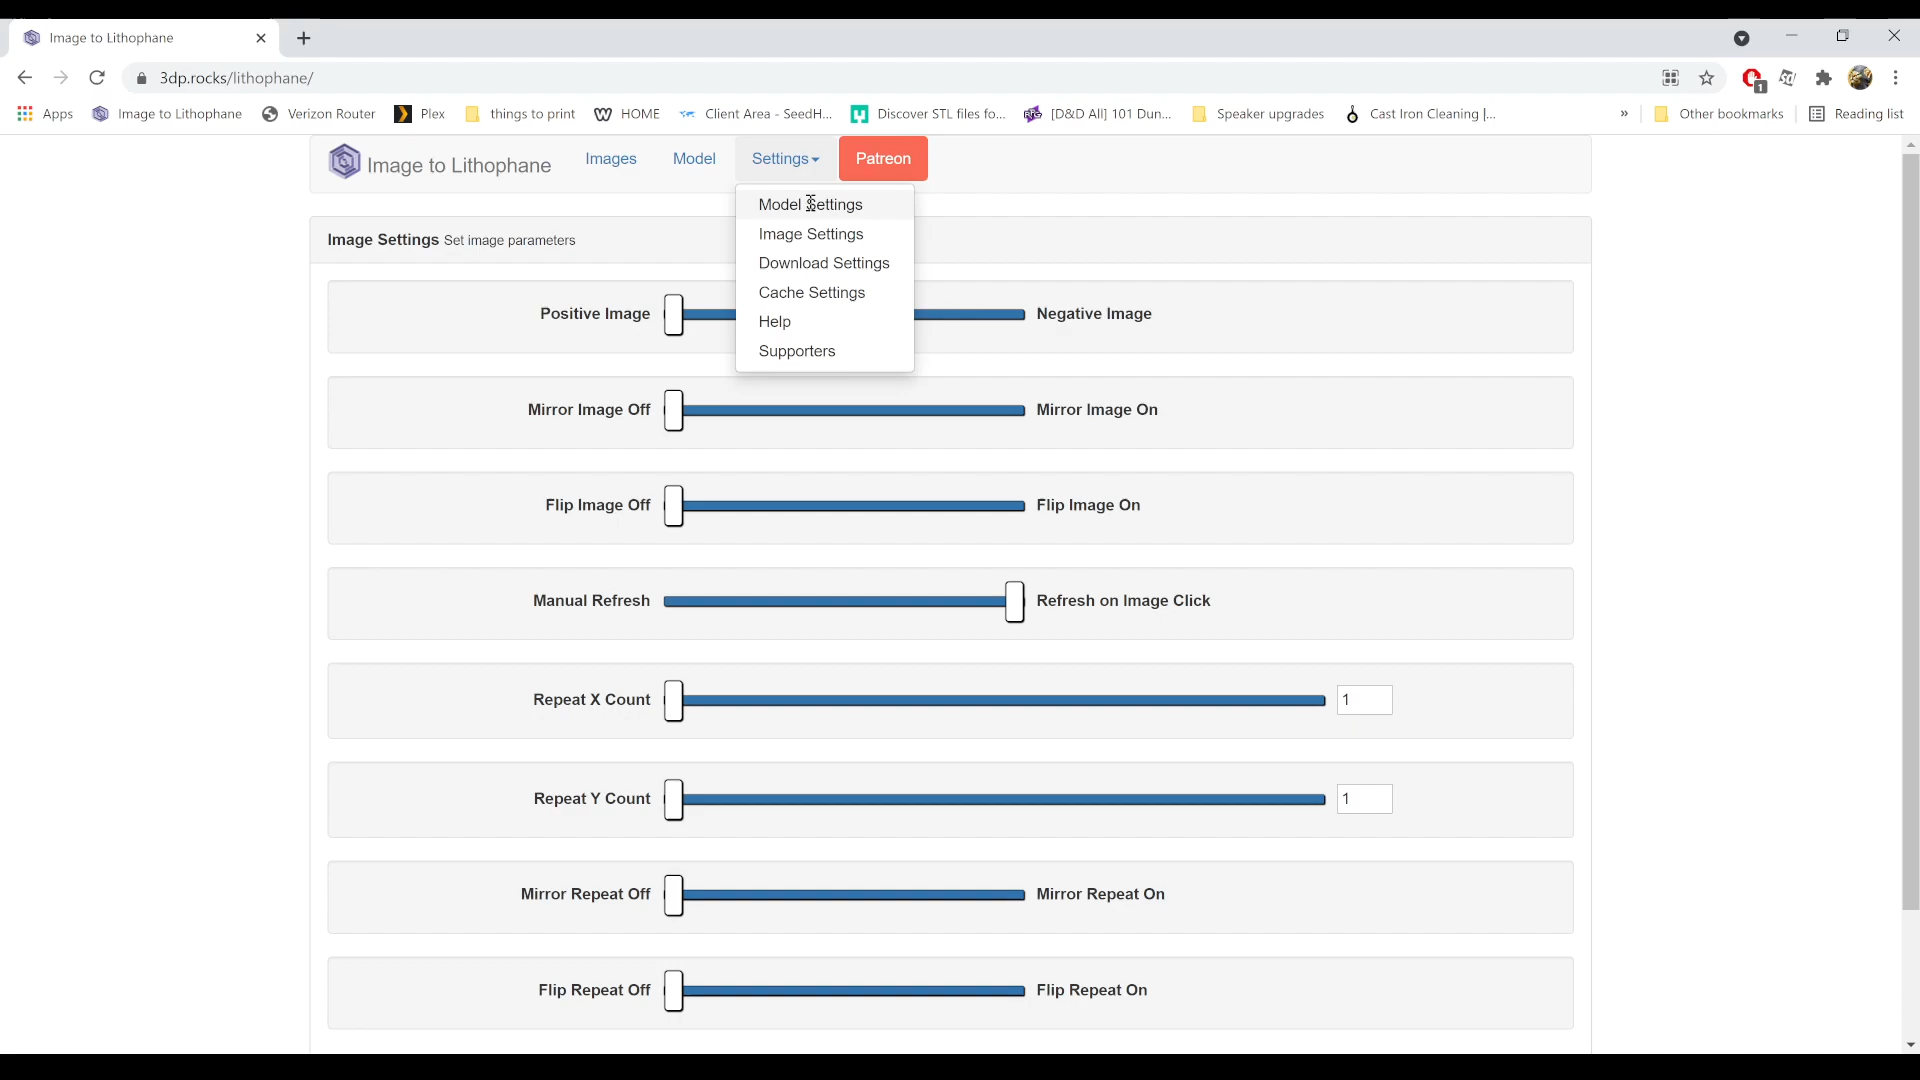 Image to Lithophane
3dp.rocks/lithophane/
1
Apps Image to Lithophane Verizon Router Plex things to print HOME Client Area - SeedH... Discover STL files fo... [D&D All] 101 Dun... Speaker upgrades Cast Iron Cleaning |... » Other bookmarks Reading list
Image to Lithophane Images Model Settings Patreon
Model Settings
Image Settings
Download Settings
Cache Settings
Help
Supporters
Image Settings Set image parameters
Positive Image Negative Image
Mirror Image Off Mirror Image On
Flip Image Off Flip Image On
Manual Refresh Refresh on Image Click
Repeat X Count 1
Repeat Y Count 1
Mirror Repeat Off Mirror Repeat On
Flip Repeat Off Flip Repeat On